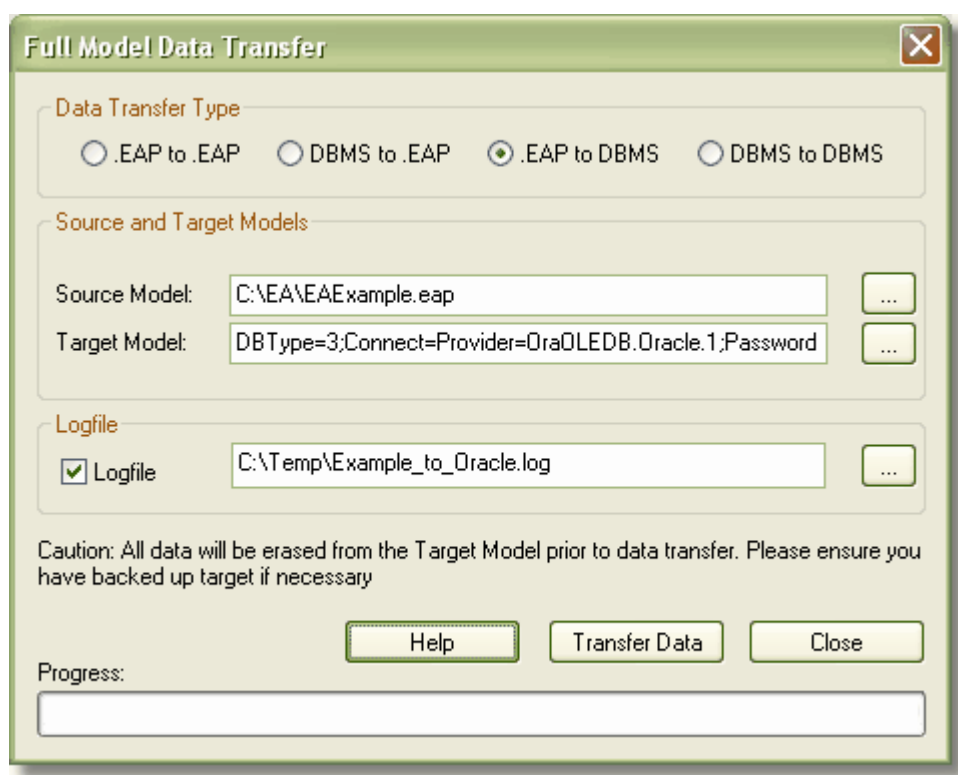 Full Model Data Transfer
Data Transfer Type
.EAP to .EAP DBMS to .EAP .EAP to DBMS DBMS to DBMS
Source and Target Models
Source Model: C:\EA\EAExample.eap ...
Target Model: DBType=3;Connect=Provider=OraOLEDB.Oracle.1;Password ...
Logfile
Logfile C:\Temp\Example_to_Oracle.log ...
Caution: All data will be erased from the Target Model prior to data transfer. Please ensure you
have backed up target if necessary
Help Transfer Data Close
Progress: